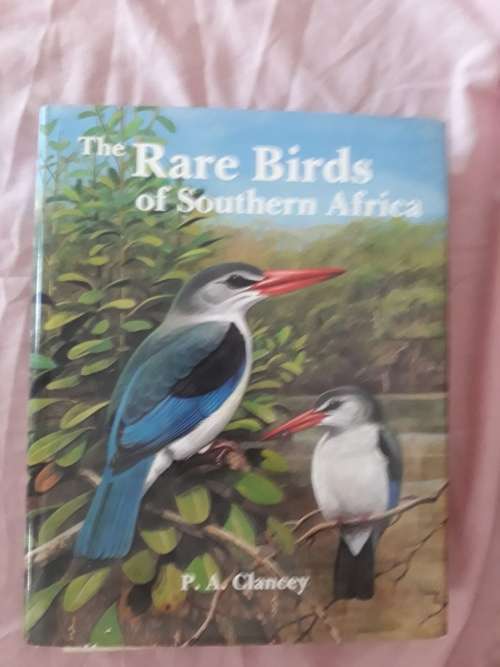 The Rare Birds
of Southern Africa
P. A. Clancey